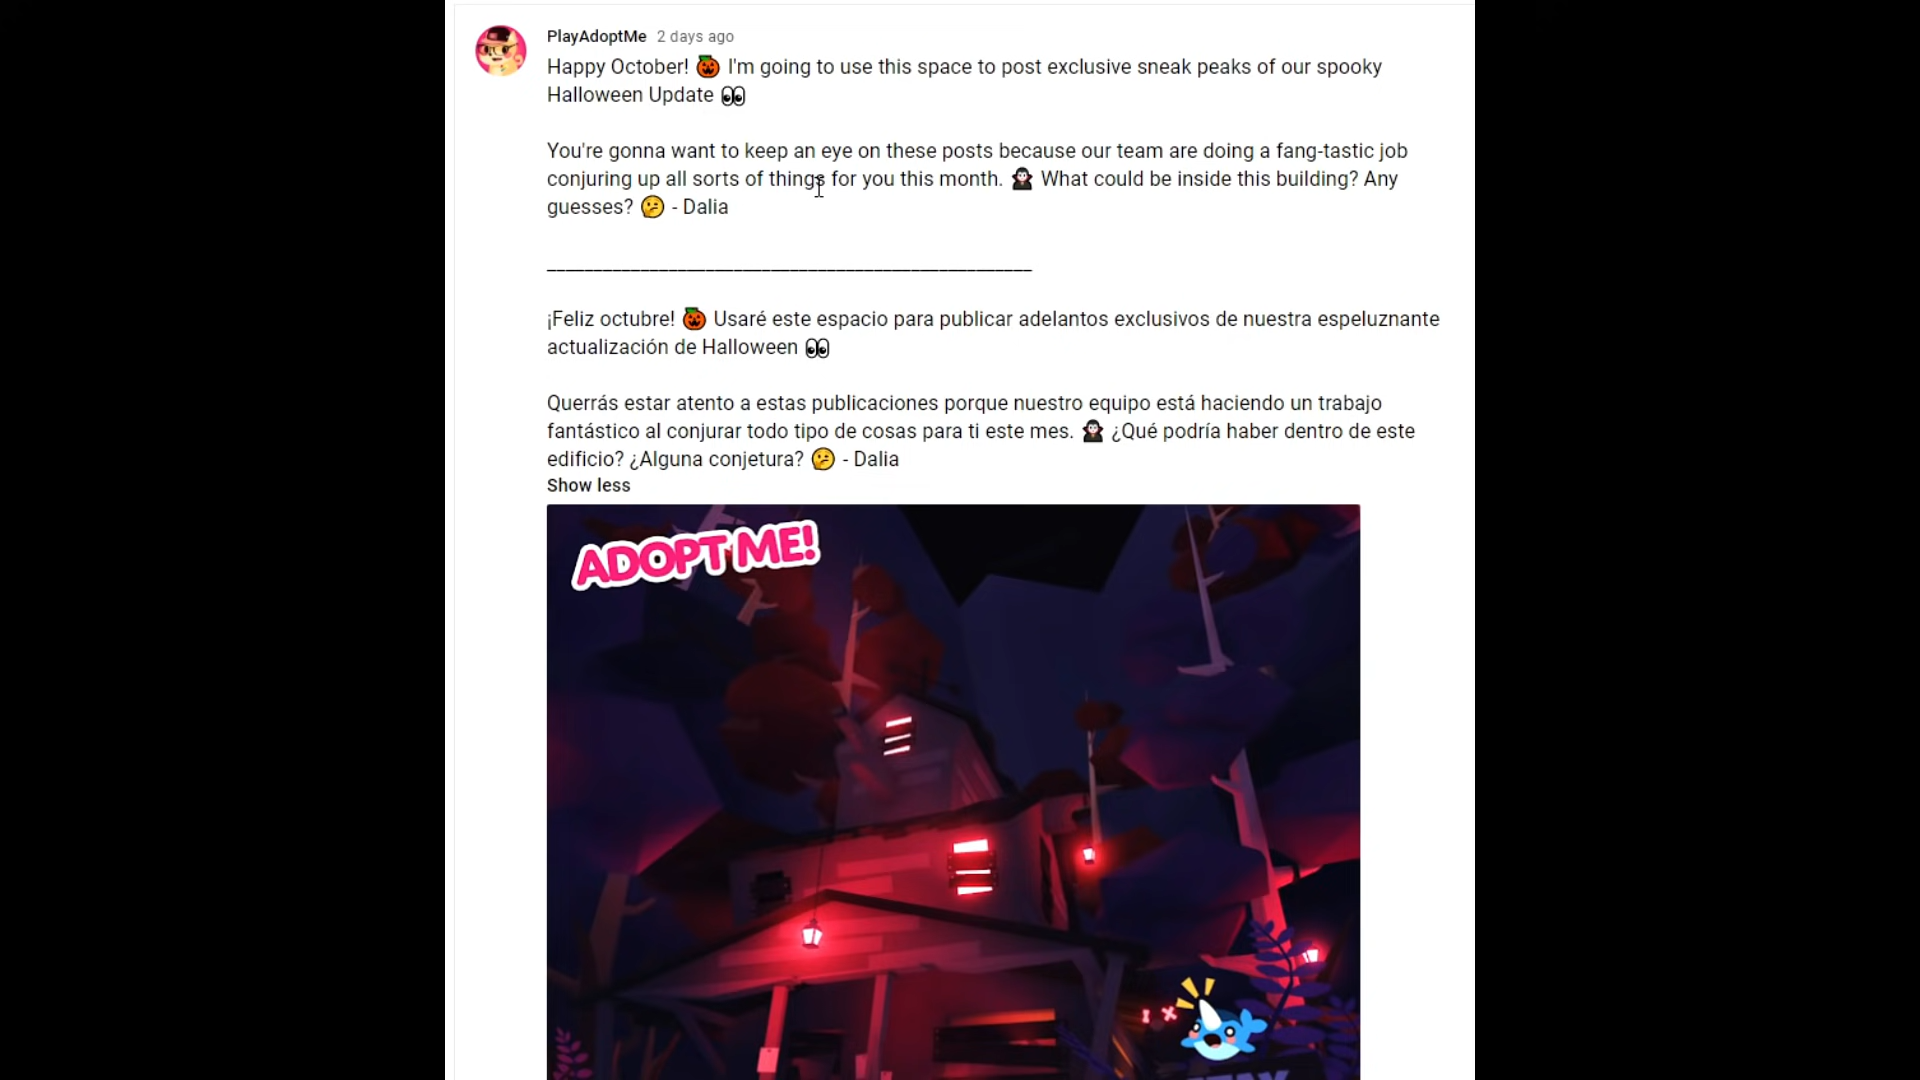 PlayAdoptMe 2 days ago
Happy October! 🎃 I'm going to use this space to post exclusive sneak peaks of our spooky
Halloween Update 👀
You're gonna want to keep an eye on these posts because our team are doing a fang-tastic job
conjuring up all sorts of things for you this month. 🧛 What could be inside this building? Any
guesses? 🤔 - Dalia
____________________________________________________
¡Feliz octubre! 🎃 Usaré este espacio para publicar adelantos exclusivos de nuestra espeluznante
actualización de Halloween 👀
Querrás estar atento a estas publicaciones porque nuestro equipo está haciendo un trabajo
fantástico al conjurar todo tipo de cosas para ti este mes. 🧛 ¿Qué podría haber dentro de este
edificio? ¿Alguna conjetura? 🤔 - Dalia
Show less
ADOPT ME!